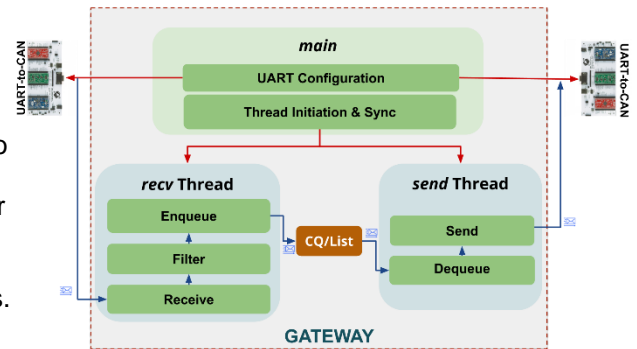 main
UART Configuration
Thread Initiation & Sync
UART-to-CAN
UART-to-CAN
recv Thread
Enqueue
Filter
Receive
CQ/List
send Thread
Send
Dequeue
GATEWAY
o
r
s.